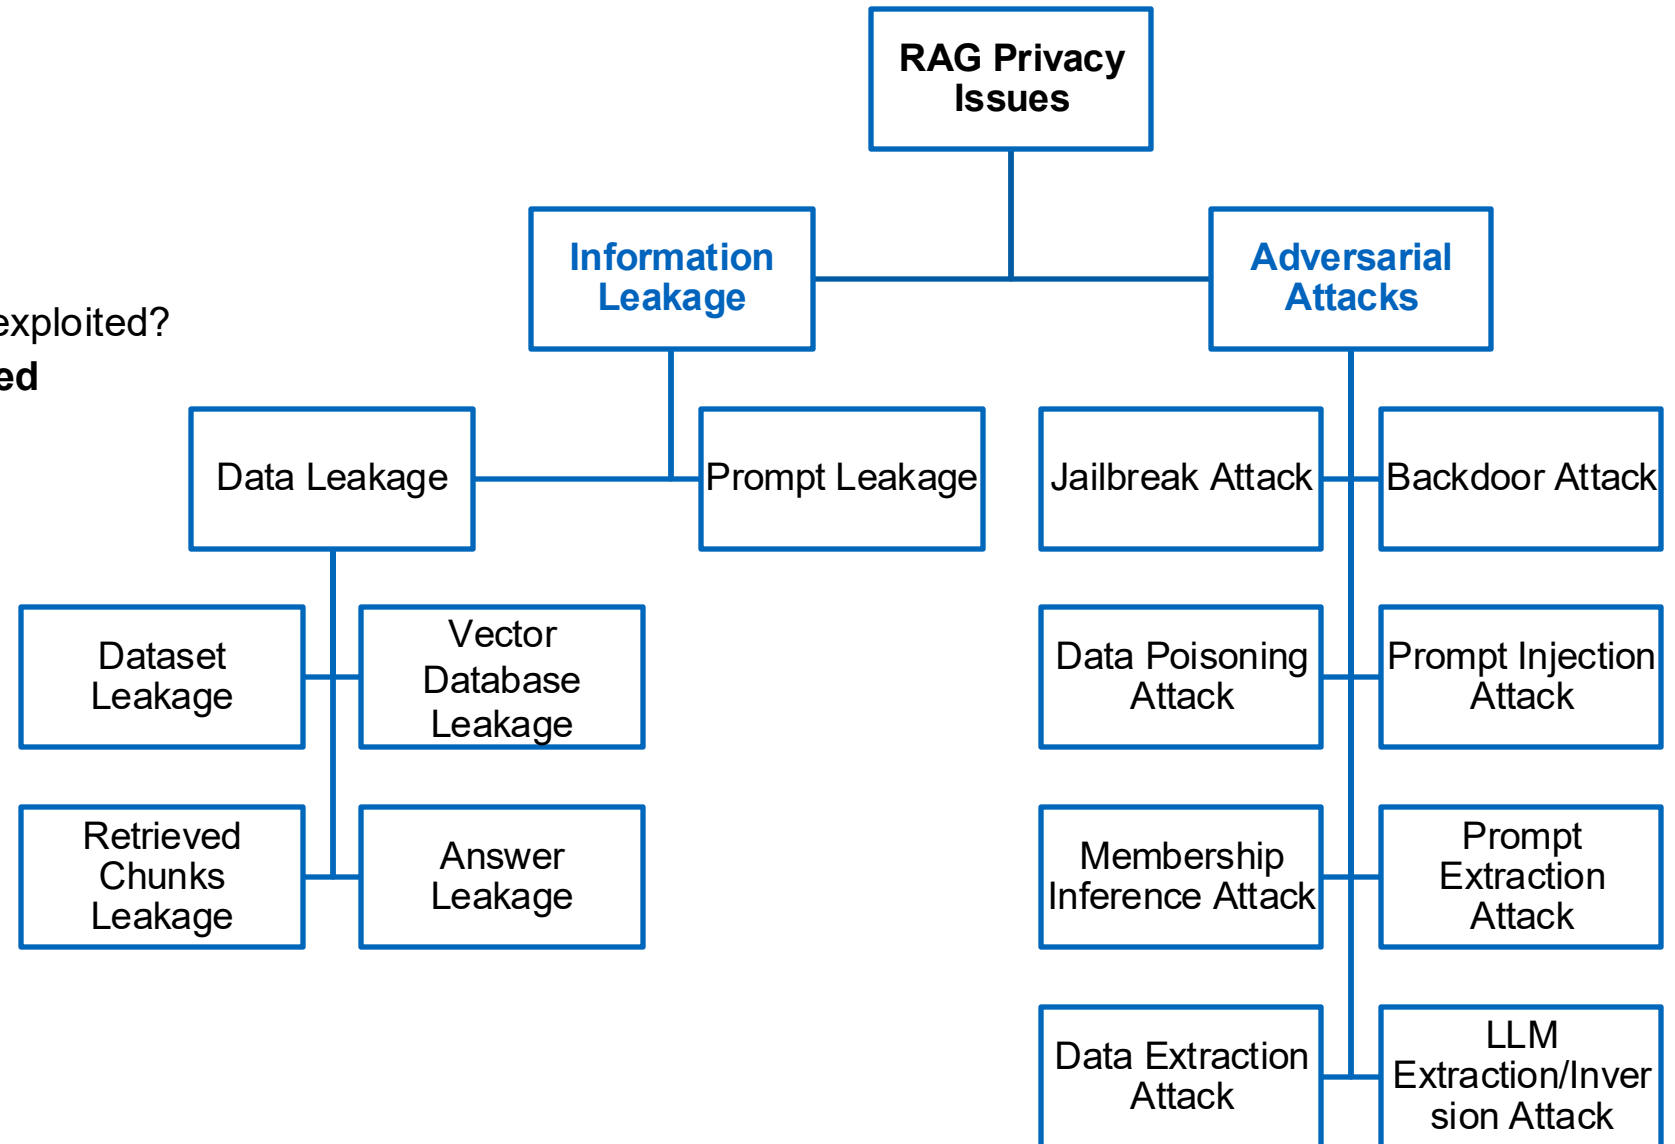 RAG Privacy
Issues
Information
Leakage
Adversarial
Attacks
exploited?
ed
Data Leakage
Prompt Leakage
Jailbreak Attack
Backdoor Attack
Dataset
Leakage
Vector
Database
Leakage
Data Poisoning
Attack
Prompt Injection
Attack
Retrieved
Chunks
Leakage
Answer
Leakage
Membership
Inference Attack
Prompt
Extraction
Attack
Data Extraction
Attack
LLM
Extraction/Inver
sion Attack